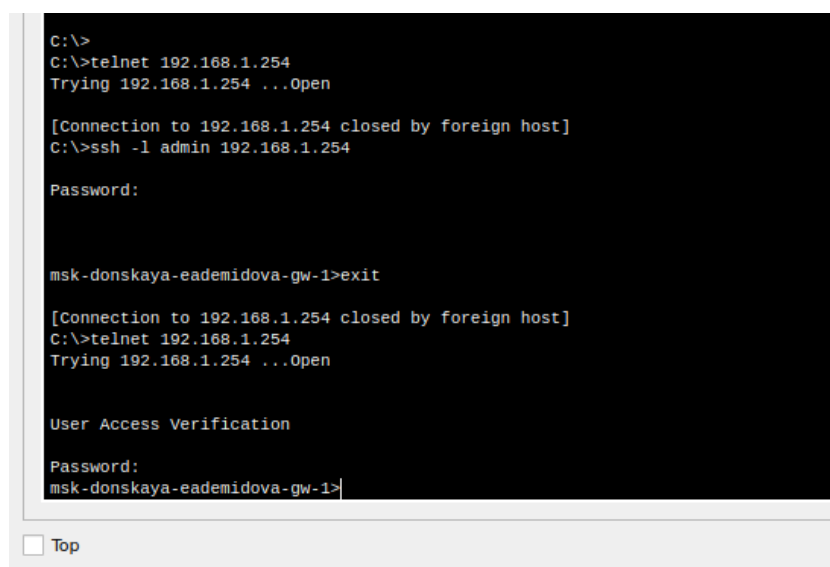 C:\>
C:\>telnet 192.168.1.254
Trying 192.168.1.254 ...Open
[Connection to 192.168.1.254 closed by foreign host]
C:\>ssh -l admin 192.168.1.254
Password:
msk-donskaya-eademidova-gw-1>exit
[Connection to 192.168.1.254 closed by foreign host]
C:\>telnet 192.168.1.254
Trying 192.168.1.254 ...Open
User Access Verification
Password:
msk-donskaya-eademidova-gw-1>
Top